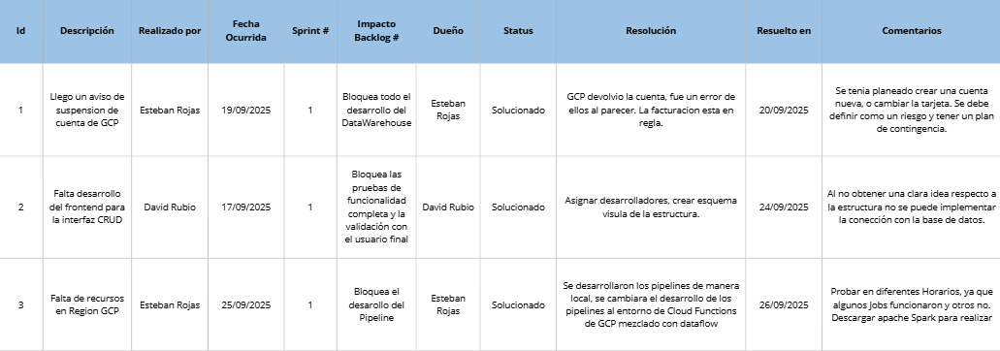 Id
Descripción
Realizado por
Fecha
Ocurrida
Sprint #
Impacto
Backlog #
Dueño
Status
Resolución
Resuelto en
Comentarios
1
Llego un aviso de
suspension de
cuenta de GCP
Esteban Rojas
19/09/2025
1
Bloquea todo el
desarrollo del
DataWarehouse
Esteban
Rojas
Solucionado
GCP devolvio la cuenta, fue un error de
ellos al parecer. La facturacion esta en
regla.
20/09/2025
Se tenia planeado crear una cuenta
nueva, o cambiar la tarjeta. Se debe
definir como un riesgo y tener un plan
de contingencia.
2
Falta desarrollo
del frontend para
la interfaz CRUD
David Rubio
17/09/2025
1
Bloquea las
pruebas de
funcionalidad
completa y la
validación con
el usuario final
David Rubio
Solucionado
Asignar desarrolladores, crear esquema
visula de la estructura.
24/09/2025
Al no obtener una clara idea respecto a
la estructura no se puede implementar
la conección con la base de datos.
3
Falta de recursos
en Region GCP
Esteban Rojas
25/09/2025
1
Bloquea el
desarollo del
Pipeline
Esteban
Rojas
Solucionado
Se desarrollaron los pipelines de manera
local, se cambiara el desarrollo de los
pipelines al entorno de Cloud Functions
de GCP mezclado con dataflow
26/09/2025
Probar en diferentes Horarios, ya que
algunos Jobs funcionaron y otros no.
Descargar apache Spark para realizar